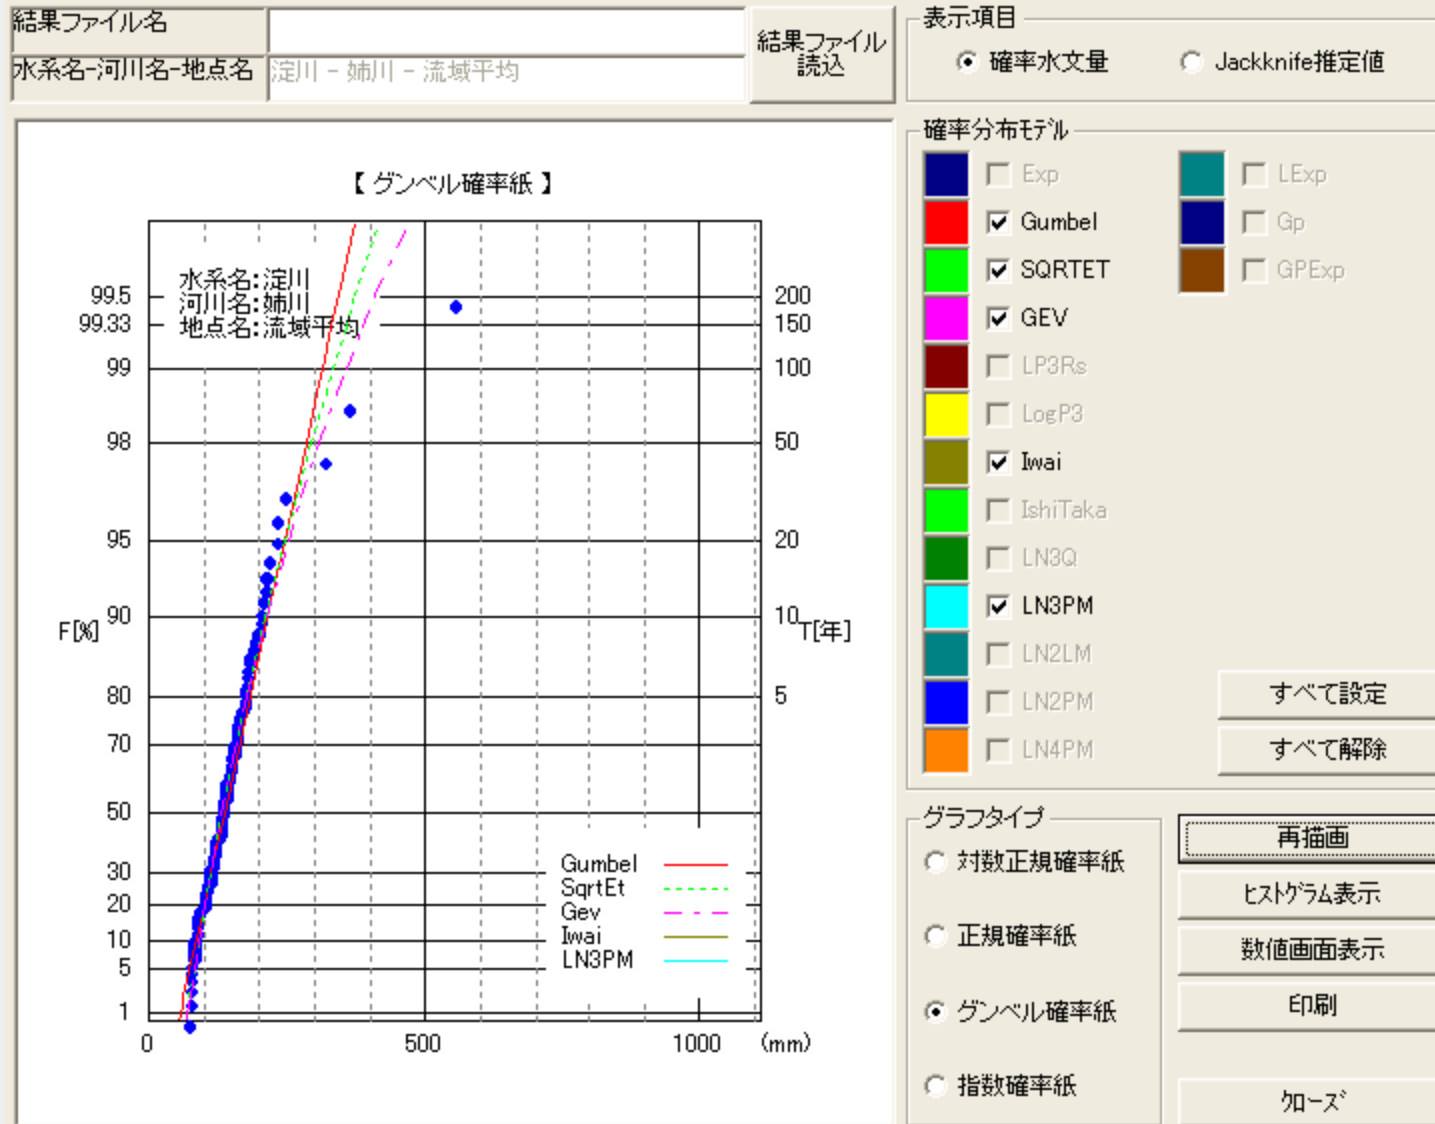 結果ファイル名
水系名-河川名-地点名
淀川 - 姉川 - 流域平均
結果ファイル
読込
表示項目
確率水文量
Jackknife推定値
【 グンベル確率紙 】
水系名:淀川
河川名:姉川
地点名:流域平均
99.5
99.33
99
98
95
90
F[%]
80
70
50
30
20
10
5
1
200
150
100
50
20
10
T[年]
5
Gumbel
SqrtEt
Gev
Iwai
LN3PM
0
500
1000
(mm)
確率分布ﾓﾃﾞﾙ
Exp
Gumbel
SQRTET
GEV
LP3Rs
LogP3
Iwai
IshiTaka
LN3Q
LN3PM
LN2LM
LN2PM
LN4PM
LExp
Gp
GPExp
すべて設定
すべて解除
グラフタイプ
対数正規確率紙
正規確率紙
グンベル確率紙
指数確率紙
再描画
ﾋｽﾄｸﾞﾗﾑ表示
数値画面表示
印刷
ｸﾛｰｽﾞ